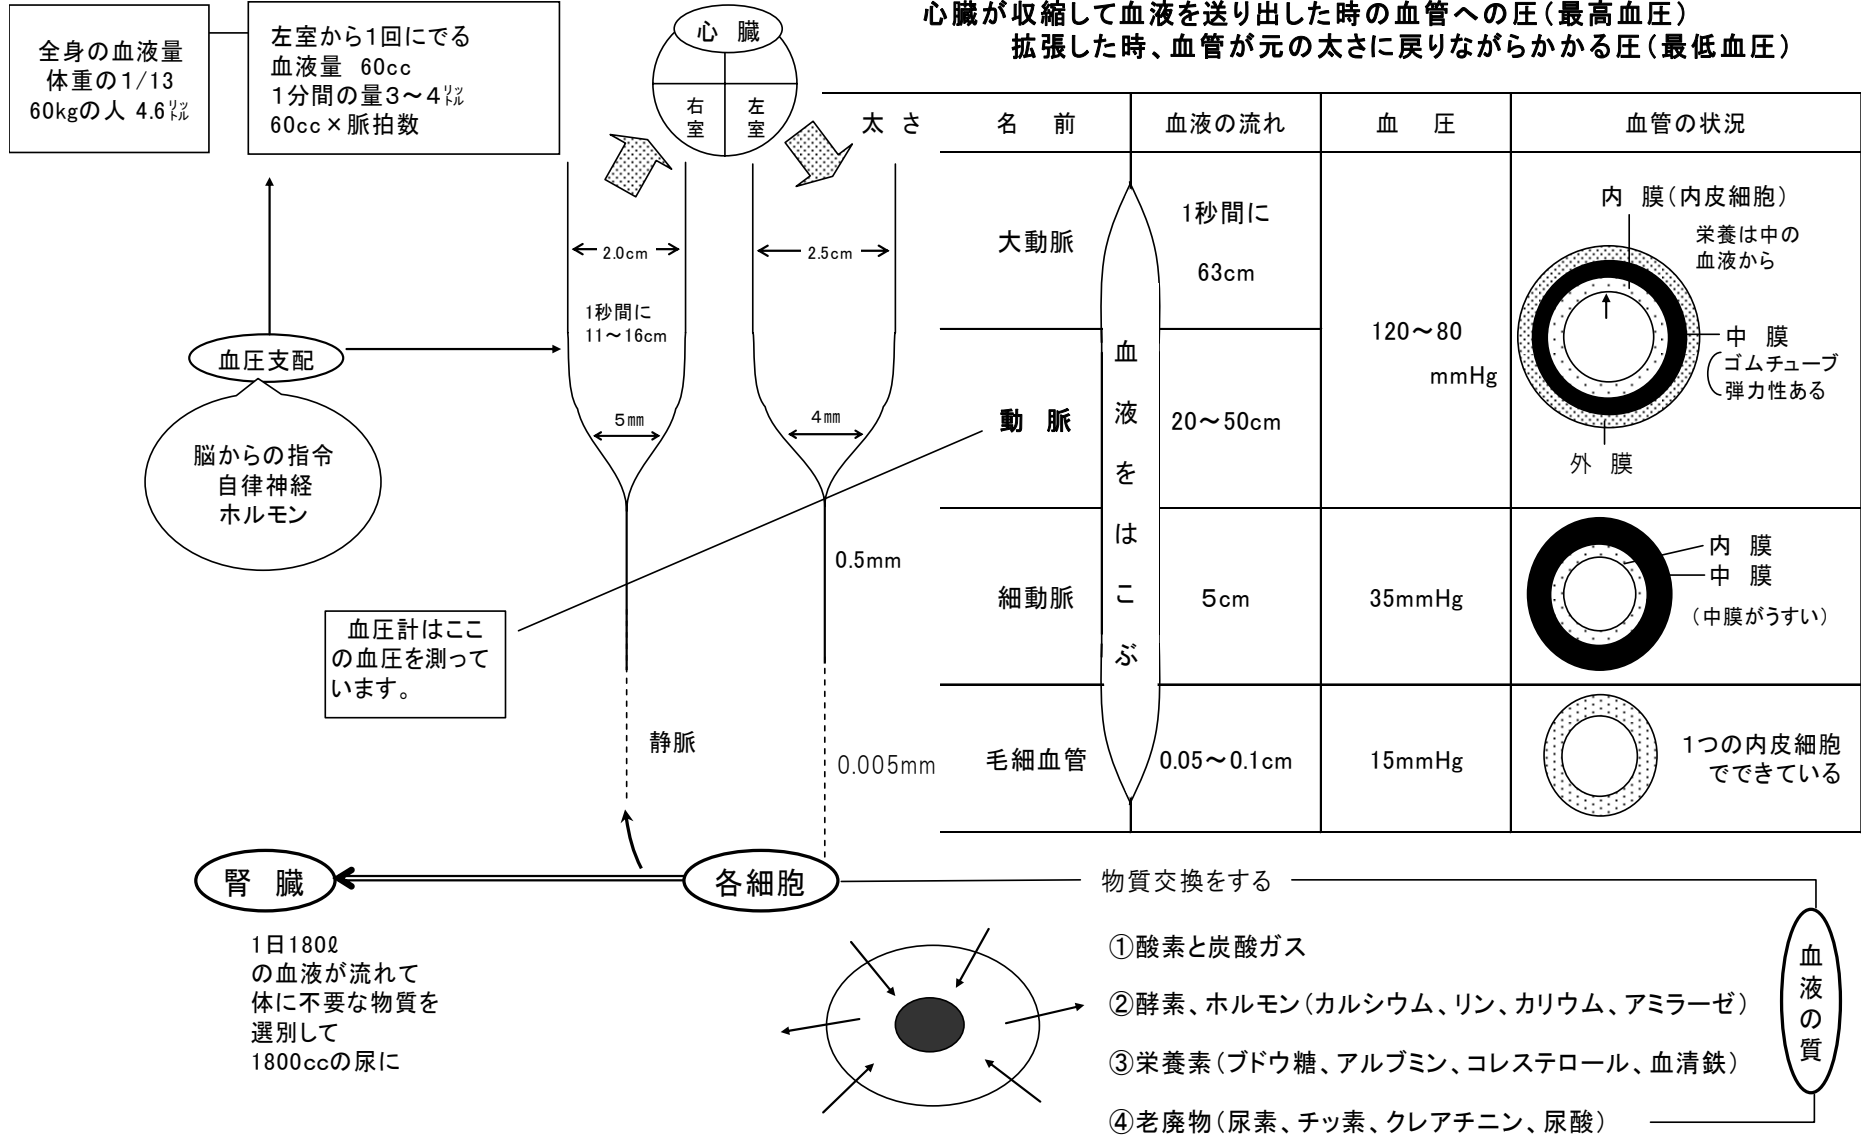 心臓が収縮して血液を送り出した時の血管への圧(最高血圧)
拡張した時、血管が元の太さに戻りながらかかる圧(最低血圧)
全身の血液量
体重の1/13
60kgの人 4.6㍑
左室から1回にでる
血液量 60cc
1分間の量3～4㍑
60cc×脈拍数
心 臓
右室
左室
太 さ
名 前
血液の流れ
血 圧
血管の状況
2.0cm
2.5cm
1秒間に
11～16cm
5㎜
4㎜
0.5mm
0.005mm
静脈
血圧支配
脳からの指令
自律神経
ホルモン
血圧計はここ
の血圧を測って
います。
大動脈
1秒間に
63cm
動 脈
20～50cm
120～80
mmHg
細動脈
5cm
35mmHg
毛細血管
0.05～0.1cm
15mmHg
血液をはこぶ
内 膜(内皮細胞)
栄養は中の
血液から
中 膜
ゴムチューブ
弾力性ある
外 膜
内 膜
中 膜
(中膜がうすい)
1つの内皮細胞
でできている
腎 臓
各細胞
物質交換をする
1日180ℓ
の血液が流れて
体に不要な物質を
選別して
1800ccの尿に
①酸素と炭酸ガス
②酵素、ホルモン(カルシウム、リン、カリウム、アミラーゼ)
③栄養素(ブドウ糖、アルブミン、コレステロール、血清鉄)
④老廃物(尿素、チッ素、クレアチニン、尿酸)
血液の質